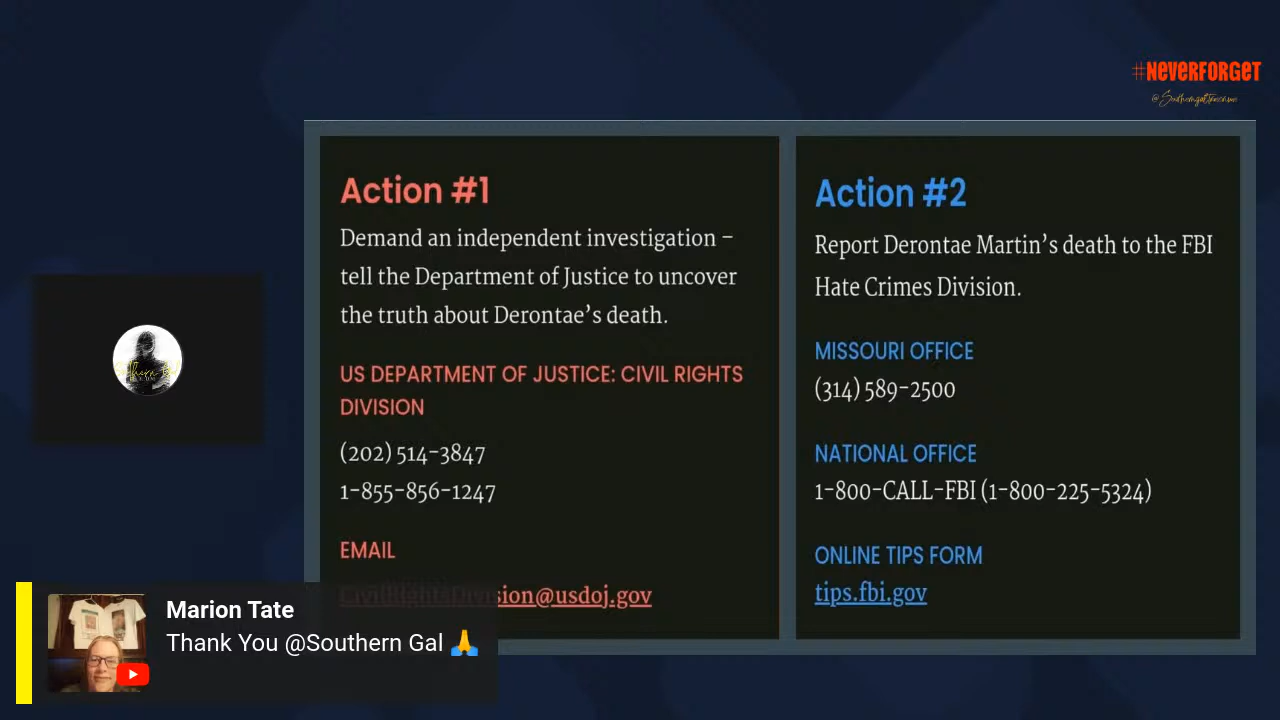 #NEVERFORGET
Action #1
Demand an independent investigation –
tell the Department of Justice to uncover
the truth about Derontae’s death.
US DEPARTMENT OF JUSTICE: CIVIL RIGHTS
DIVISION
(202) 514-3847
1-855-856-1247
EMAIL
CivilRightsDivision@usdoj.gov
Action #2
Report Derontae Martin’s death to the FBI
Hate Crimes Division.
MISSOURI OFFICE
(314) 589-2500
NATIONAL OFFICE
1-800-CALL-FBI (1-800-225-5324)
ONLINE TIPS FORM
tips.fbi.gov
Marion Tate
Thank You @Southern Gal 🙏